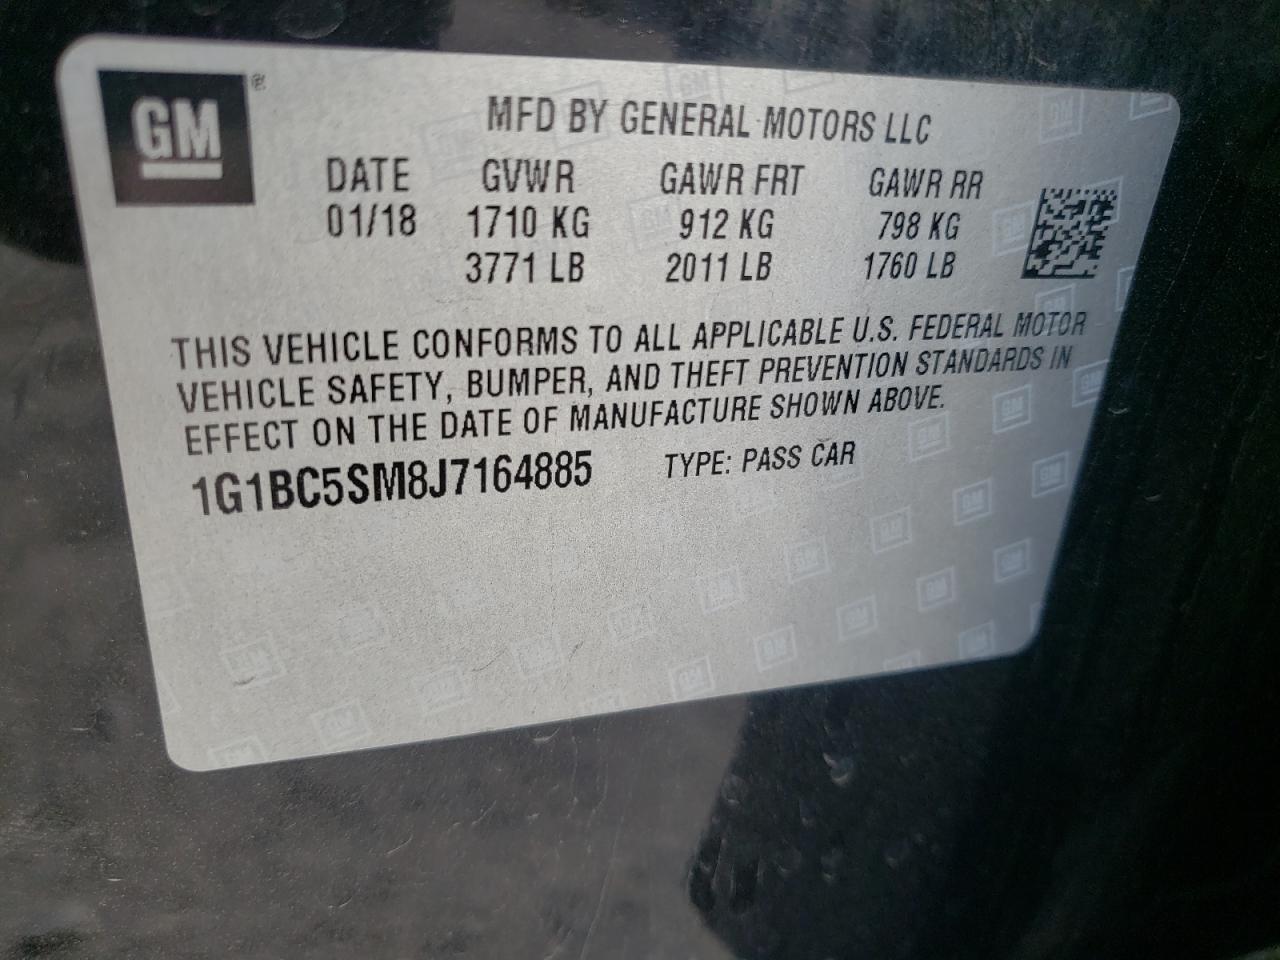 GM
MFD BY GENERAL MOTORS LLC
DATE GVWR GAWR FRT GAWR RR
01/18 1710 KG 912 KG 798 KG
3771 LB 2011 LB 1760 LB
THIS VEHICLE CONFORMS TO ALL APPLICABLE U.S. FEDERAL MOTOR
VEHICLE SAFETY, BUMPER, AND THEFT PREVENTION STANDARDS IN
EFFECT ON THE DATE OF MANUFACTURE SHOWN ABOVE.
1G1BC5SM8J7164885 TYPE: PASS CAR